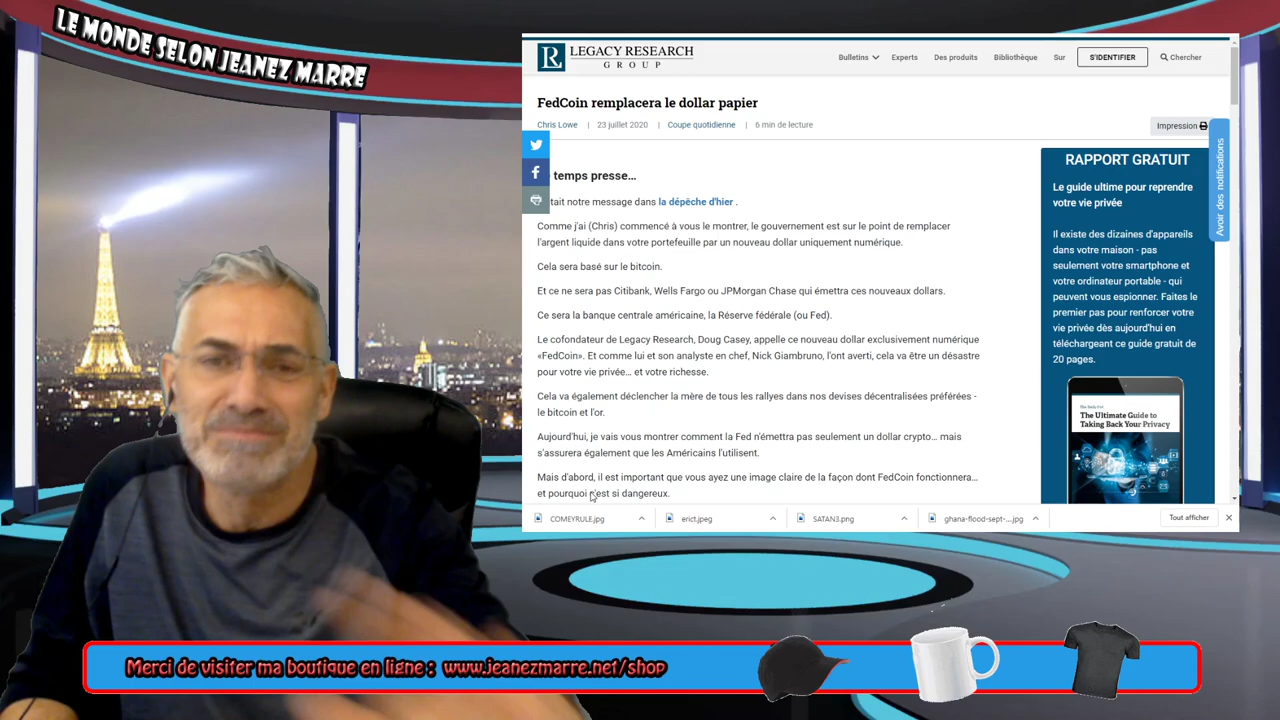 LE MONDE SELON JEANEZ MARRE
R
LEGACY RESEARCH
GROUP
Bulletins
Experts
Des produits
Bibliothèque
Sur
S'IDENTIFIER
Chercher
FedCoin remplacera le dollar papier
Chris Lowe | 23 juillet 2020 | Coupe quotidienne | 6 min de lecture
Impression
temps presse…
tait notre message dans la dépêche d'hier .
Comme j'ai (Chris) commencé à vous le montrer, le gouvernement est sur le point de remplacer
l'argent liquide dans votre portefeuille par un nouveau dollar uniquement numérique.
Cela sera basé sur le bitcoin.
Et ce ne sera pas Citibank, Wells Fargo ou JPMorgan Chase qui émettra ces nouveaux dollars.
Ce sera la banque centrale américaine, la Réserve fédérale (ou Fed).
Le cofondateur de Legacy Research, Doug Casey, appelle ce nouveau dollar exclusivement numérique
«FedCoin». Et comme lui et son analyste en chef, Nick Giambruno, l'ont averti, cela va être un désastre
pour votre vie privée… et votre richesse.
Cela va également déclencher la mère de tous les rallyes dans nos devises décentralisées préférées -
le bitcoin et l'or.
Aujourd'hui, je vais vous montrer comment la Fed n'émettra pas seulement un dollar crypto… mais
s'assurera également que les Américains l'utilisent.
Mais d'abord, il est important que vous ayez une image claire de la façon dont FedCoin fonctionnera…
et pourquoi c'est si dangereux.
RAPPORT GRATUIT
Le guide ultime pour reprendre
votre vie privée
Il existe des dizaines d'appareils
dans votre maison - pas
seulement votre smartphone et
votre ordinateur portable - qui
peuvent vous espionner. Faites le
premier pas pour renforcer votre
vie privée dès aujourd'hui en
téléchargeant ce guide gratuit de
20 pages.
The Ultimate Guide to
Taking Back Your Privacy
Avoir des notifications
COMEYRULE.jpg
erict.jpeg
SATAN3.png
ghana-flood-sept-...jpg
Tout afficher
Merci de visiter ma boutique en ligne : www.jeanezmarre.net/shop